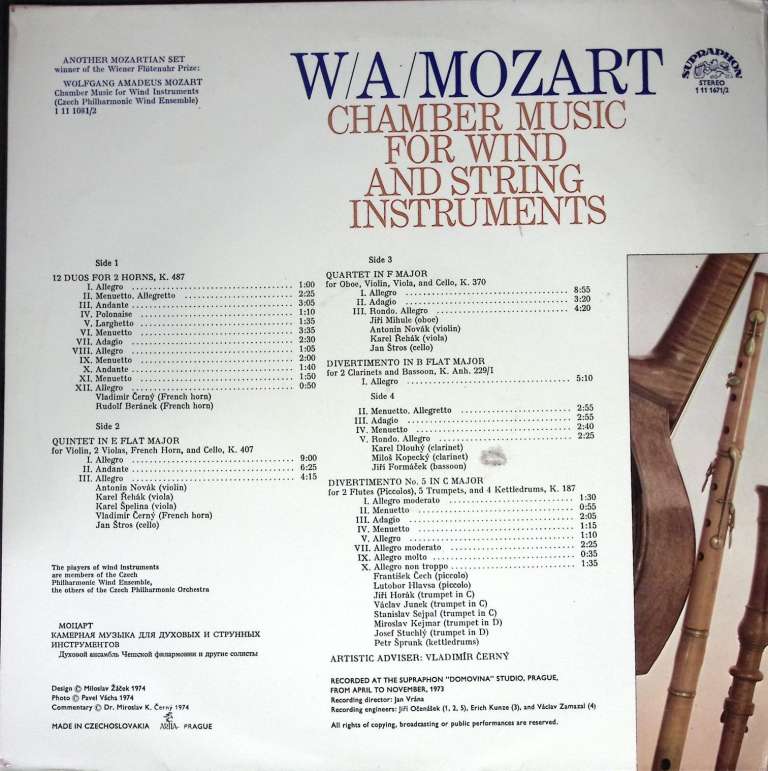 ANOTHER MOZARTIAN SET
winner of the Wiener Flötenuhr Prize:
WOLFGANG AMADEUS MOZART
Chamber Music for Wind Instruments
(Czech Philharmonic Wind Ensemble)
1 11 1081/2
W/A/MOZART
CHAMBER MUSIC
FOR WIND
AND STRING
INSTRUMENTS
SUPRAPHON
STEREO
1 11 1671/2
Side 1
12 DUOS FOR 2 HORNS, K. 487
I. Allegro 1:00
II. Menuetto. Allegretto 2:25
III. Andante 3:05
IV. Polonaise 1:10
V. Larghetto 1:35
VI. Menuetto 3:35
VII. Adagio 2:30
VIII. Allegro 1:05
IX. Menuetto 2:00
X. Andante 1:40
XI. Menuetto 1:50
XII. Allegro 0:50
Vladimír Černý (French horn)
Rudolf Beránek (French horn)
Side 2
QUINTET IN E FLAT MAJOR
for Violin, 2 Violas, French Horn, and Cello, K. 407
I. Allegro 9:00
II. Andante 6:25
III. Allegro 4:15
Antonín Novák (violin)
Karel Řehák (viola)
Karel Špelina (viola)
Vladimír Černý (French horn)
Jan Štros (cello)
Side 3
QUARTET IN F MAJOR
for Oboe, Violin, Viola, and Cello, K. 370
I. Allegro 8:55
II. Adagio 3:20
III. Rondo. Allegro 4:20
Jiří Mihule (oboe)
Antonín Novák (violin)
Karel Řehák (viola)
Jan Štros (cello)
DIVERTIMENTO IN B FLAT MAJOR
for 2 Clarinets and Bassoon, K. Anh. 229/I
I. Allegro 5:10
Side 4
II. Menuetto. Allegretto 2:55
III. Adagio 2:55
IV. Menuetto 2:40
V. Rondo. Allegro 2:25
Karel Dlouhý (clarinet)
Miloš Kopecký (clarinet)
Jiří Formáček (bassoon)
DIVERTIMENTO No. 5 IN C MAJOR
for 2 Flutes (Piccolos), 5 Trumpets, and 4 Kettledrums, K. 187
I. Allegro moderato 1:30
II. Menuetto 0:55
III. Adagio 2:05
IV. Menuetto 1:15
V. Allegro 1:10
VII. Allegro moderato 2:25
IX. Allegro molto 0:35
X. Allegro non troppo 1:35
František Čech (piccolo)
Lutobor Hlavsa (piccolo)
Jiří Horák (trumpet in C)
Václav Junek (trumpet in C)
Stanislav Sejpal (trumpet in C)
Miroslav Kejmar (trumpet in D)
Josef Stuchlý (trumpet in D)
Petr Šprunk (kettledrums)
ARTISTIC ADVISER: VLADIMÍR ČERNÝ
The players of wind instruments
are members of the Czech
Philharmonic Wind Ensemble,
the others of the Czech Philharmonic Orchestra
МОЦАРТ
КАМЕРНАЯ МУЗЫКА ДЛЯ ДУХОВЫХ И СТРУННЫХ
ИНСТРУМЕНТОВ
Духовой ансамбль Чешской филармонии и другие солисты
Design © Miloslav Žáček 1974
Photo © Pavel Vácha 1974
Commentary © Dr. Miroslav K. Černý 1974
MADE IN CZECHOSLOVAKIA ARTIA PRAGUE
RECORDED AT THE SUPRAPHON "DOMOVINA" STUDIO, PRAGUE,
FROM APRIL TO NOVEMBER, 1973
Recording director: Jan Vrána
Recording engineers: Jiří Očenášek (1, 2, 5), Erich Kunze (3), and Václav Zamazal (4)
All rights of copying, broadcasting or public performances are reserved.